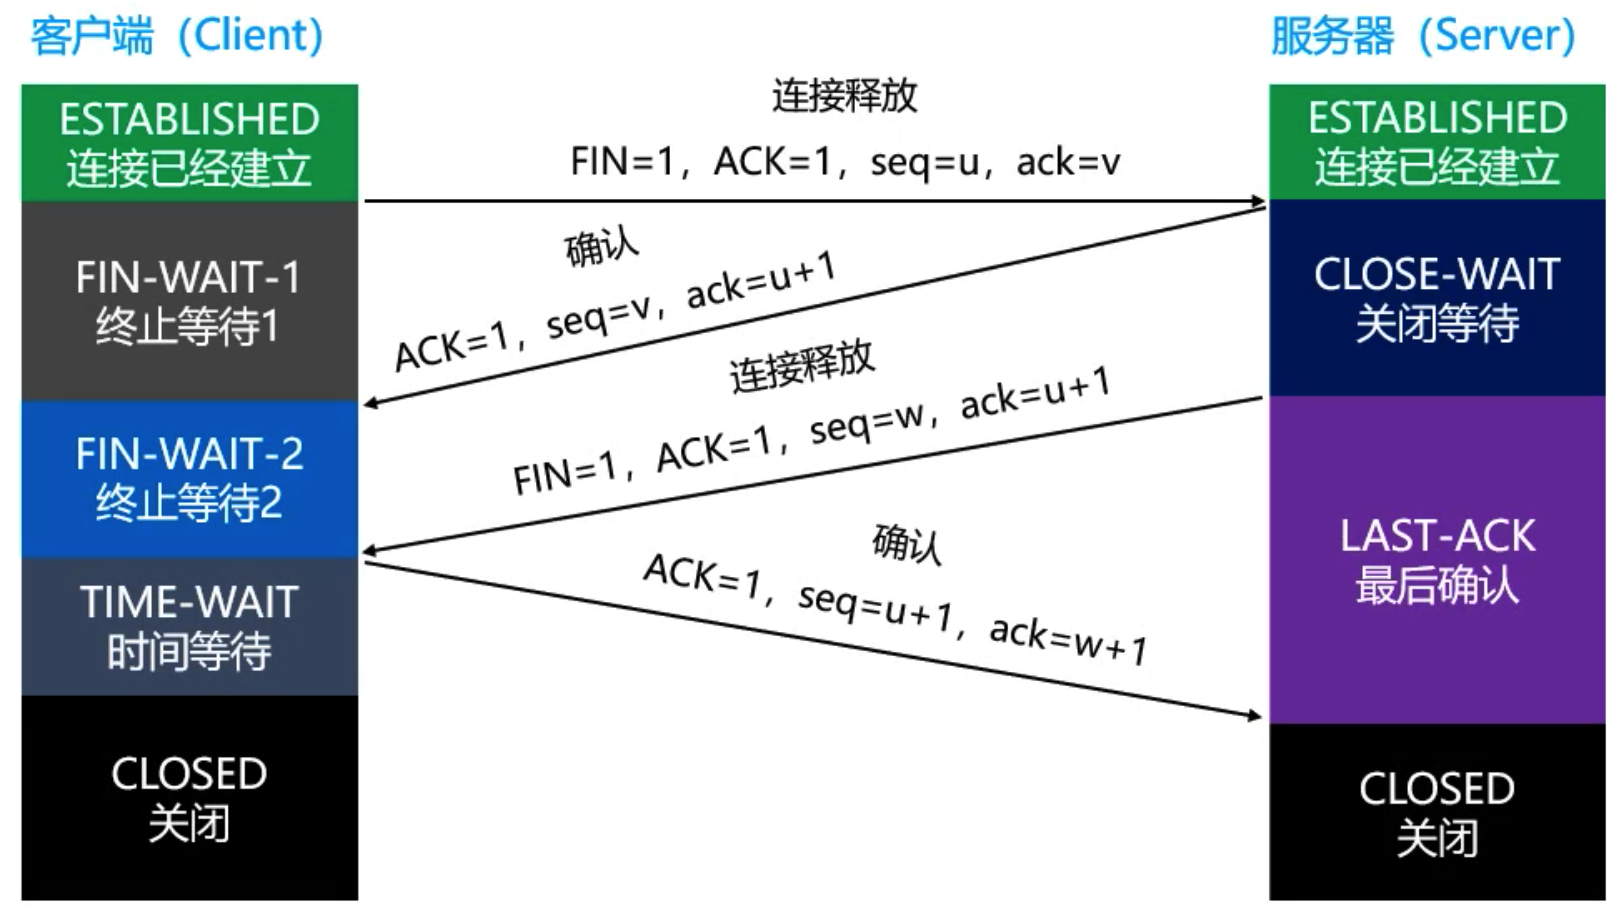 客户端（Client）
服务器（Server）
ESTABLISHED
连接已经建立
连接释放
FIN=1，ACK=1，seq=u，ack=v
ESTABLISHED
连接已经建立
FIN-WAIT-1
终止等待1
确认
ACK=1，seq=v，ack=u+1
CLOSE-WAIT
关闭等待
连接释放
FIN=1，ACK=1，seq=w，ack=u+1
FIN-WAIT-2
终止等待2
确认
ACK=1，seq=u+1，ack=w+1
LAST-ACK
最后确认
TIME-WAIT
时间等待
CLOSED
关闭
CLOSED
关闭